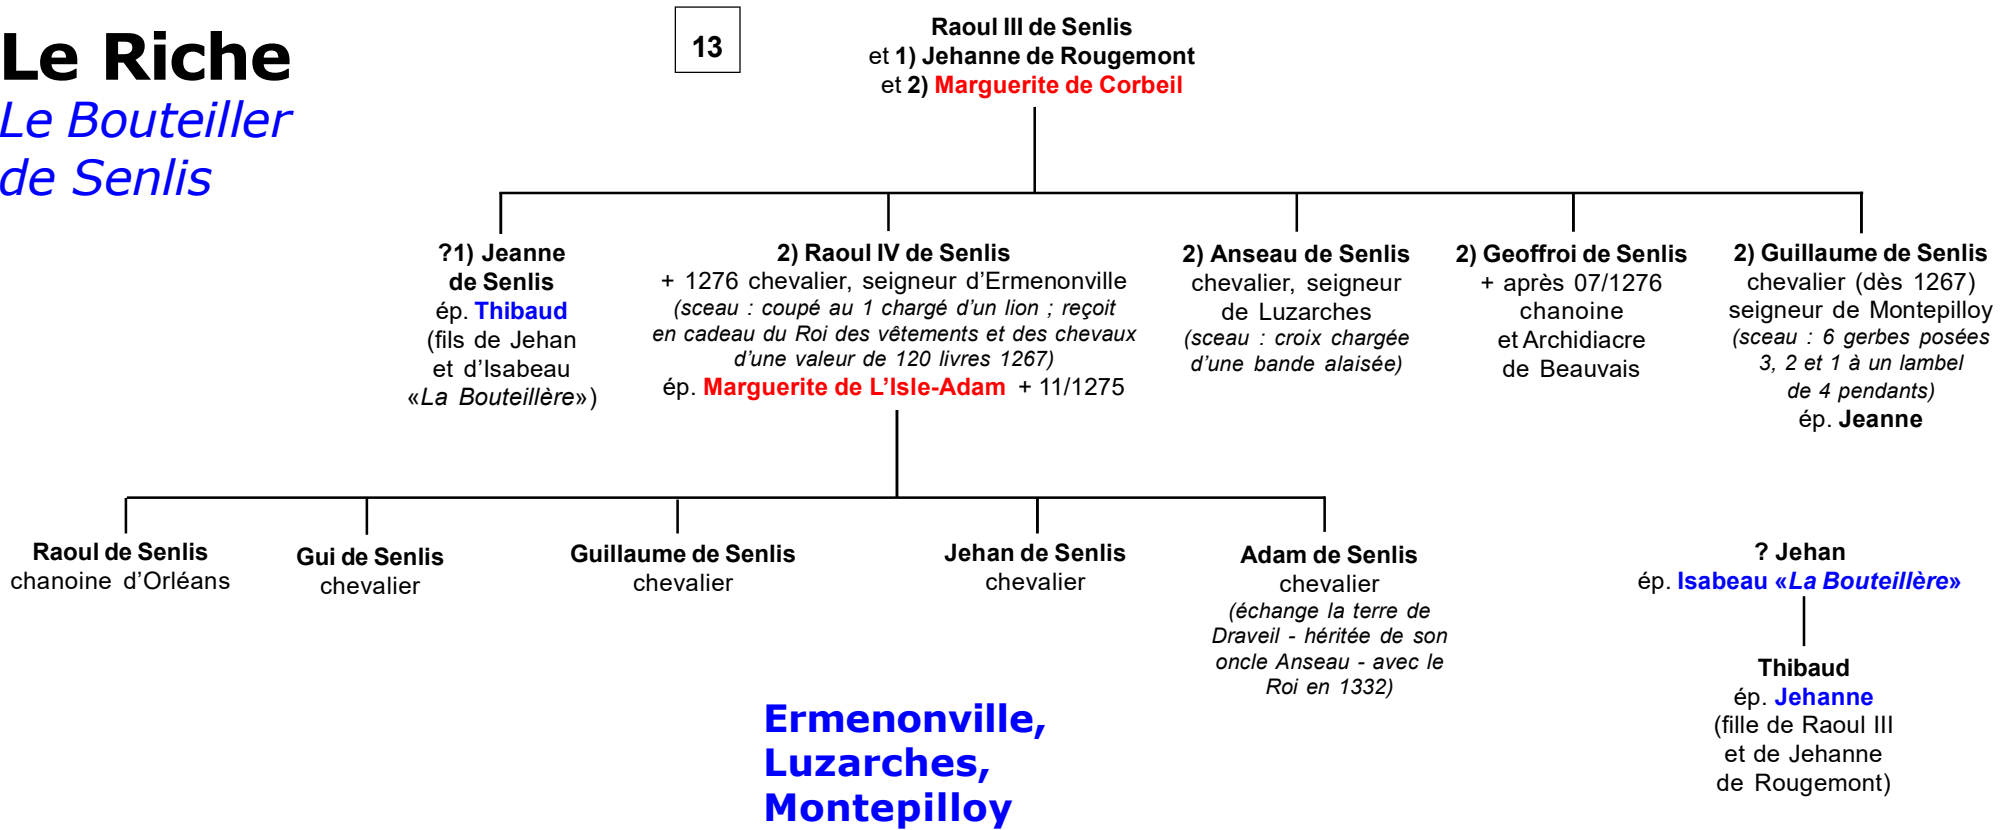 Le Riche
Le Bouteiller
de Senlis
13
Raoul III de Senlis
et 1) Jehanne de Rougemont
et 2) Marguerite de Corbeil
?1) Jeanne
de Senlis
ép. Thibaud
(fils de Jehan
et d’Isabeau
«La Bouteillère»)
2) Raoul IV de Senlis
+ 1276 chevalier, seigneur d’Ermenonville
(sceau : coupé au 1 chargé d’un lion ; reçoit
en cadeau du Roi des vêtements et des chevaux
d’une valeur de 120 livres 1267)
ép. Marguerite de L’Isle-Adam + 11/1275
2) Anseau de Senlis
chevalier, seigneur
de Luzarches
(sceau : croix chargée
d’une bande alaisée)
2) Geoffroi de Senlis
+ après 07/1276
chanoine
et Archidiacre
de Beauvais
2) Guillaume de Senlis
chevalier (dès 1267)
seigneur de Montepilloy
(sceau : 6 gerbes posées
3, 2 et 1 à un lambel
de 4 pendants)
ép. Jeanne
Raoul de Senlis
chanoine d’Orléans
Gui de Senlis
chevalier
Guillaume de Senlis
chevalier
Jehan de Senlis
chevalier
Adam de Senlis
chevalier
(échange la terre de
Draveil - héritée de son
oncle Anseau - avec le
Roi en 1332)
? Jehan
ép. Isabeau «La Bouteillère»
Thibaud
ép. Jehanne
(fille de Raoul III
et de Jehanne
de Rougemont)
Ermenonville,
Luzarches,
Montepilloy